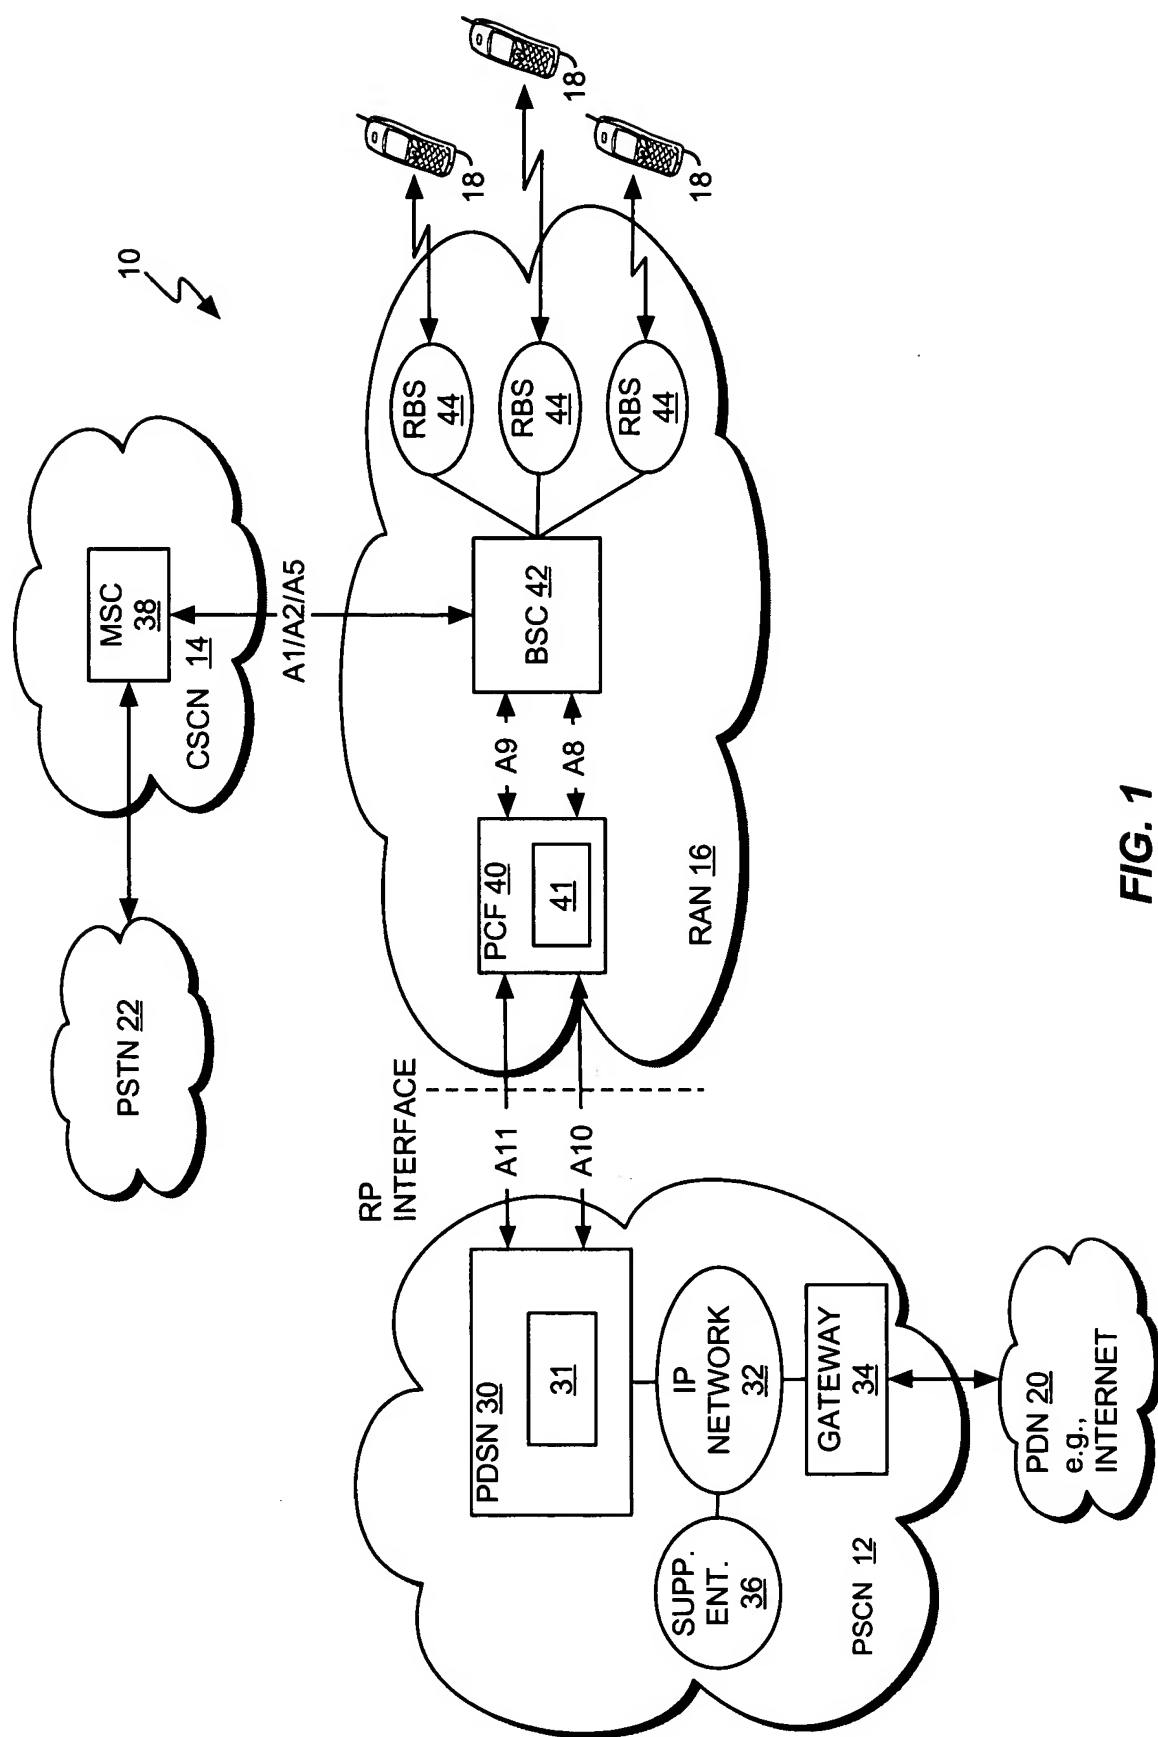 10
PSTN 22
MSC
38
CSCN 14
A1/A2/A5
18
18
18
RP
INTERFACE
PDSN 30
31
A11
A10
PCF 40
41
A9
A8
BSC 42
RBS
44
RBS
44
RBS
44
RAN 16
SUPP.
ENT.
36
IP
NETWORK
32
GATEWAY
34
PSCN 12
PDN 20
e.g.,
INTERNET
FIG. 1